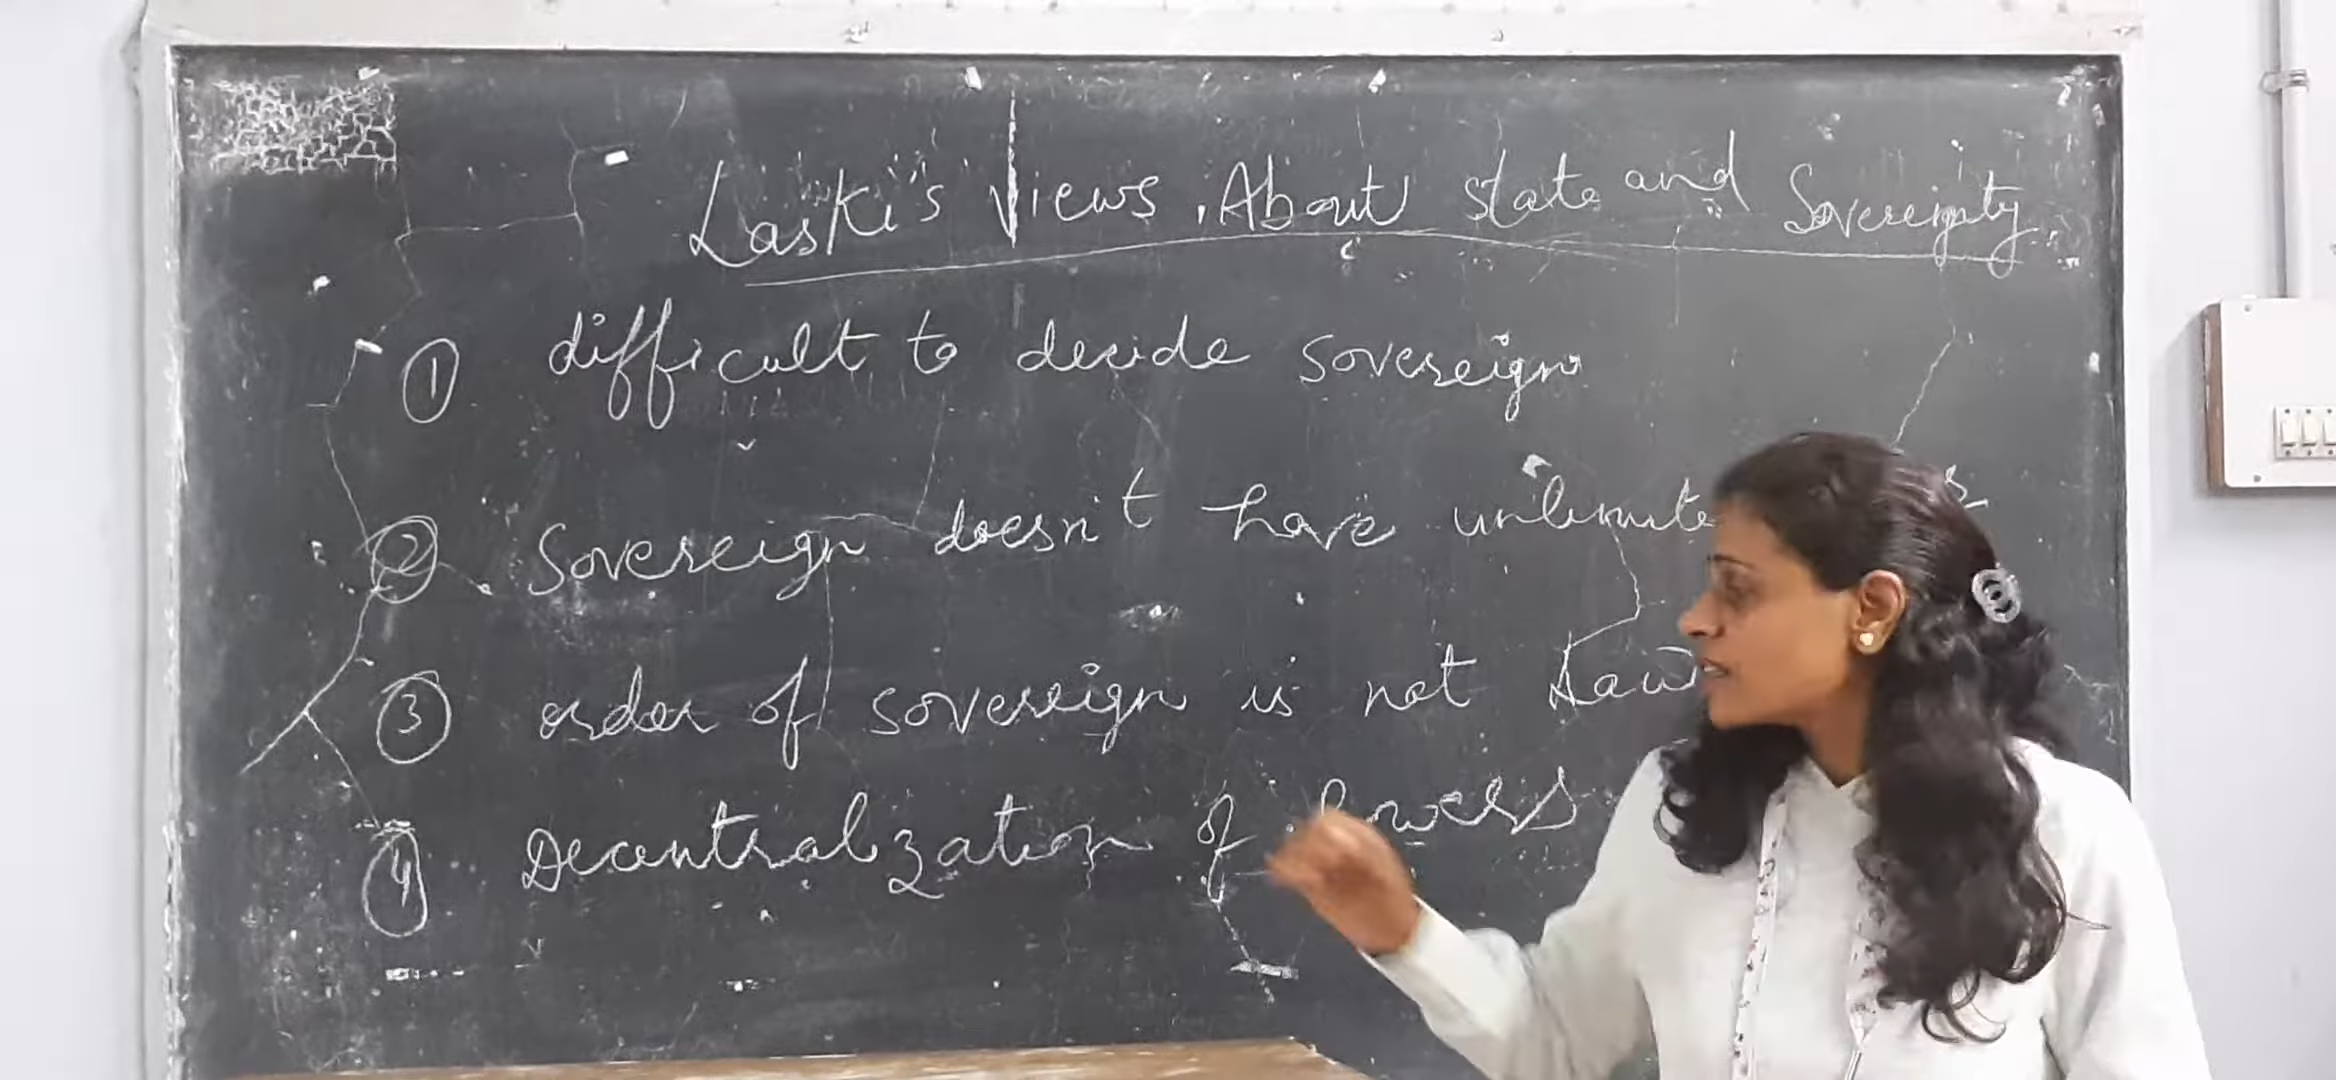 Laski's Views About state and Sovereignty
① difficult to decide sovereign
② Sovereign doesn't have
③ order of sovereign is not Law
④ Decentralization of Powers